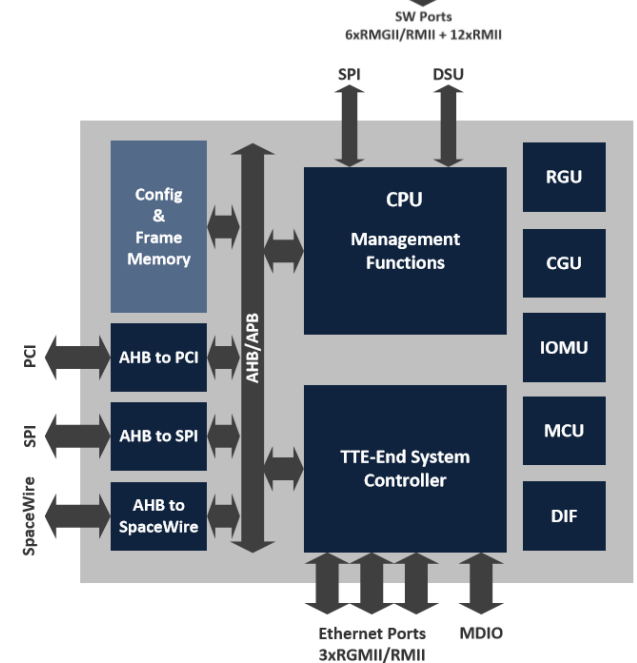 SW Ports
6xRMGII/RMII + 12xRMII
SPI
DSU
Config
&
Frame
Memory
CPU
Management
Functions
RGU
CGU
IOMU
MCU
DIF
AHB/APB
PCI
AHB to PCI
SPI
AHB to SPI
SpaceWire
AHB to
SpaceWire
TTE-End System
Controller
Ethernet Ports
3xRGMII/RMII
MDIO